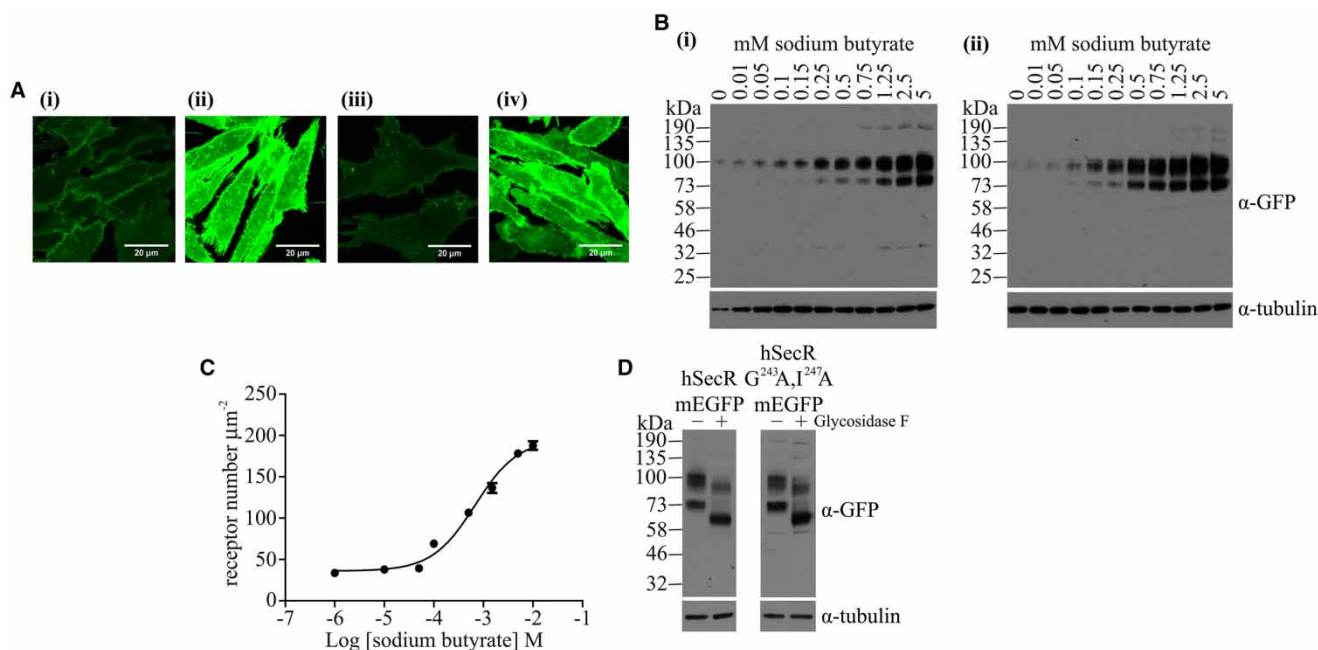 A
(i) (ii) (iii) (iv)
20 μm 20 μm 20 μm 20 μm
B
(i) mM sodium butyrate
0 0.01 0.05 0.1 0.15 0.25 0.5 0.75 1.25 2.5 5
kDa
190
135
100
73
58
46
32
25
(ii) mM sodium butyrate
0 0.01 0.05 0.1 0.15 0.25 0.5 0.75 1.25 2.5 5
kDa
190
135
100
73
58
46
32
25
α-GFP
α-tubulin
C
receptor number μm-2
250
200
150
100
50
0
-7 -6 -5 -4 -3 -2 -1
Log [sodium butyrate] M
D
hSecR
mEGFP
hSecR
G243A,I247A
mEGFP
kDa − + − + Glycosidase F
190
135
100
73
58
46
32
α-GFP
α-tubulin